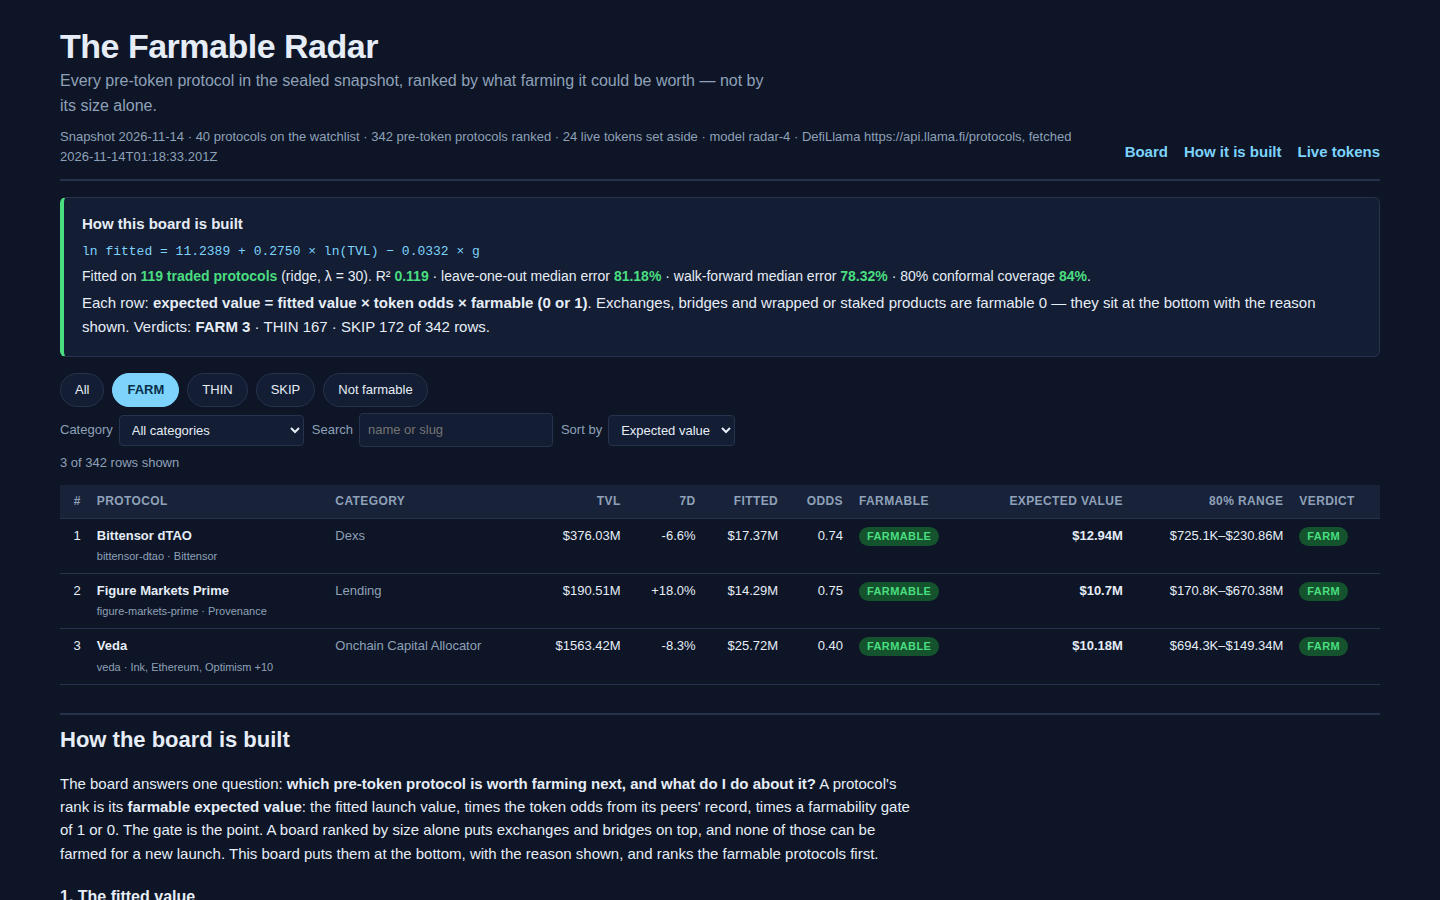 The Farmable Radar
Every pre-token protocol in the sealed snapshot, ranked by what farming it could be worth — not by
its size alone.
Snapshot 2026-11-14 · 40 protocols on the watchlist · 342 pre-token protocols ranked · 24 live tokens set aside · model radar-4 · DefiLlama https://api.llama.fi/protocols, fetched
2026-11-14T01:18:33.201Z
Board How it is built Live tokens
How this board is built
ln fitted = 11.2389 + 0.2750 × ln(TVL) − 0.0332 × g
Fitted on 119 traded protocols (ridge, λ = 30). R² 0.119 · leave-one-out median error 81.18% · walk-forward median error 78.32% · 80% conformal coverage 84%.
Each row: expected value = fitted value × token odds × farmable (0 or 1). Exchanges, bridges and wrapped or staked products are farmable 0 — they sit at the bottom with the reason
shown. Verdicts: FARM 3 · THIN 167 · SKIP 172 of 342 rows.
All FARM THIN SKIP Not farmable
Category All categories Search name or slug Sort by Expected value
3 of 342 rows shown
# PROTOCOL CATEGORY TVL 7D FITTED ODDS FARMABLE EXPECTED VALUE 80% RANGE VERDICT
1 Bittensor dTAO Dexs $376.03M -6.6% $17.37M 0.74 FARMABLE $12.94M $725.1K–$230.86M FARM
bittensor-dtao · Bittensor
2 Figure Markets Prime Lending $190.51M +18.0% $14.29M 0.75 FARMABLE $10.7M $170.8K–$670.38M FARM
figure-markets-prime · Provenance
3 Veda Onchain Capital Allocator $1563.42M -8.3% $25.72M 0.40 FARMABLE $10.18M $694.3K–$149.34M FARM
veda · Ink, Ethereum, Optimism +10
How the board is built
The board answers one question: which pre-token protocol is worth farming next, and what do I do about it? A protocol's
rank is its farmable expected value: the fitted launch value, times the token odds from its peers' record, times a farmability gate
of 1 or 0. The gate is the point. A board ranked by size alone puts exchanges and bridges on top, and none of those can be
farmed for a new launch. This board puts them at the bottom, with the reason shown, and ranks the farmable protocols first.
1. The fitted value